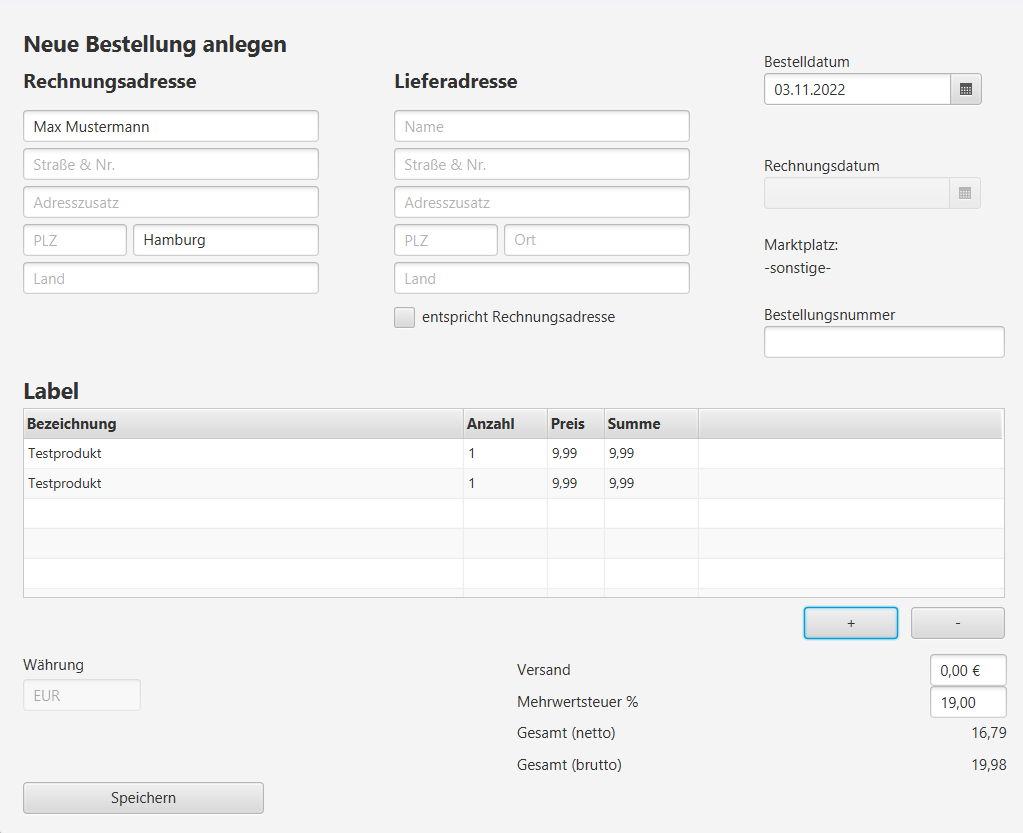 Neue Bestellung anlegen
Rechnungsadresse
Max Mustermann
Straße & Nr.
Adresszusatz
PLZ Hamburg
Land
Lieferadresse
Name
Straße & Nr.
Adresszusatz
PLZ Ort
Land
entspricht Rechnungsadresse
Bestelldatum
03.11.2022
Rechnungsdatum
Marktplatz:
-sonstige-
Bestellungsnummer
Label
Bezeichnung Anzahl Preis Summe
Testprodukt 1 9,99 9,99
Testprodukt 1 9,99 9,99
+ -
Währung
EUR
Versand 0,00 €
Mehrwertsteuer % 19,00
Gesamt (netto) 16,79
Gesamt (brutto) 19,98
Speichern